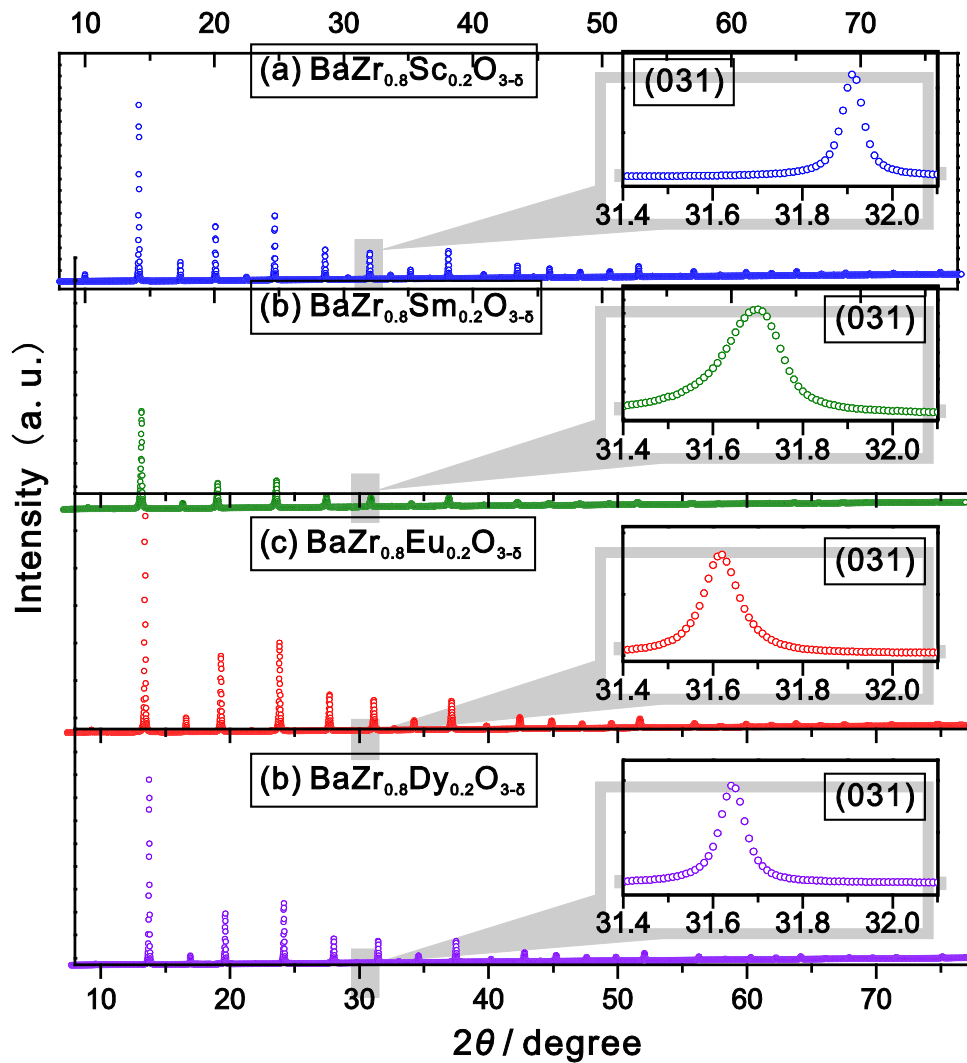 10 20 30 40 50 60 70
(a) BaZr0.8Sc0.2O3-δ
(031)
31.4 31.6 31.8 32.0
(b) BaZr0.8Sm0.2O3-δ
(031)
31.4 31.6 31.8 32.0
Intensity (a. u.)
(c) BaZr0.8Eu0.2O3-δ
(031)
31.4 31.6 31.8 32.0
(b) BaZr0.8Dy0.2O3-δ
(031)
31.4 31.6 31.8 32.0
10 20 30 40 50 60 70
2θ / degree